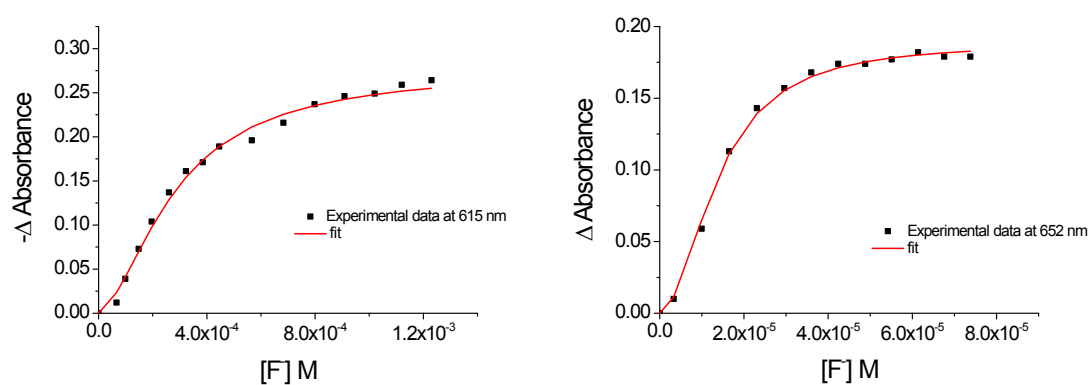 0.30
0.25
0.20
0.15
0.10
0.05
0.00
-Δ Absorbance
Experimental data at 615 nm
fit
0.0
4.0x10⁻⁴
8.0x10⁻⁴
1.2x10⁻³
[F⁻] M
0.20
0.15
0.10
0.05
0.00
Δ Absorbance
Experimental data at 652 nm
fit
0.0
2.0x10⁻⁵
4.0x10⁻⁵
6.0x10⁻⁵
8.0x10⁻⁵
[F⁻] M